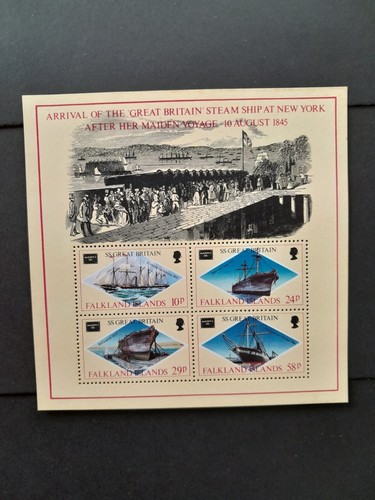 ARRIVAL OF THE 'GREAT BRITAIN' STEAM SHIP AT NEW YORK
AFTER HER MAIDEN VOYAGE - 10 AUGUST 1845
SS GREAT BRITAIN
FALKLAND ISLANDS 10P
SS GREAT BRITAIN
FALKLAND ISLANDS 24P
SS GREAT BRITAIN
FALKLAND ISLANDS 29P
SS GREAT BRITAIN
FALKLAND ISLANDS 58P